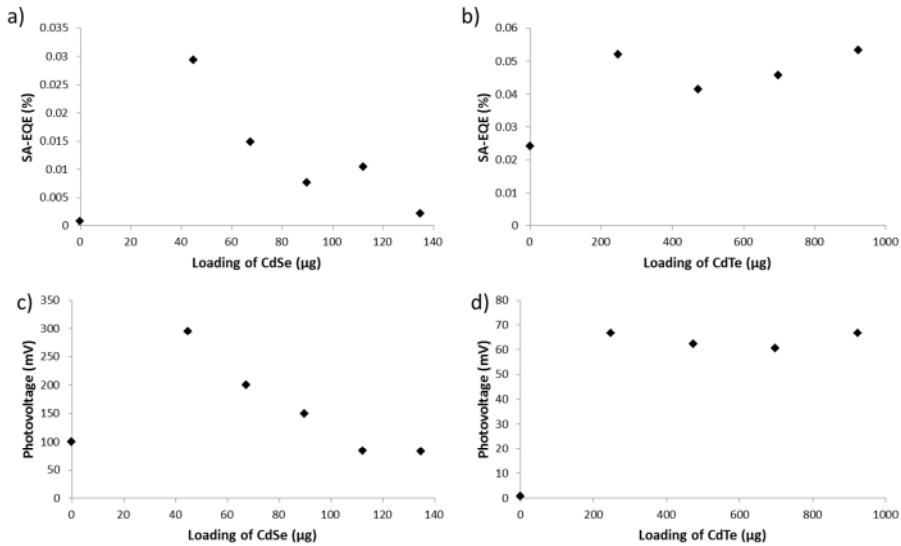 a)
0.035
0.03
0.025
0.02
0.015
0.01
0.005
0
SA-EQE (%)
0 20 40 60 80 100 120 140
Loading of CdSe (μg)
b)
0.06
0.05
0.04
0.03
0.02
0.01
0
SA-EQE (%)
0 200 400 600 800 1000
Loading of CdTe (μg)
c)
350
300
250
200
150
100
50
0
Photovoltage (mV)
0 20 40 60 80 100 120 140
Loading of CdSe (μg)
d)
80
70
60
50
40
30
20
10
0
Photovoltage (mV)
0 200 400 600 800 1000
Loading of CdTe (μg)